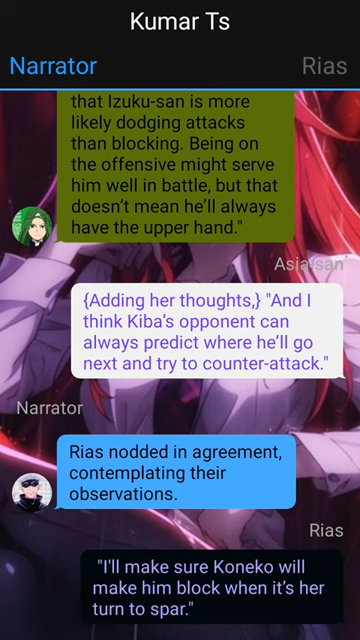 Kumar Ts
Narrator
Rias
that Izuku-san is more
likely dodging attacks
than blocking. Being on
the offensive might serve
him well in battle, but that
doesn’t mean he’ll always
have the upper hand."
Asia-san
{Adding her thoughts,} "And I
think Kiba’s opponent can
always predict where he’ll go
next and try to counter-attack."
Narrator
Rias nodded in agreement,
contemplating their
observations.
Rias
"I'll make sure Koneko will
make him block when it’s her
turn to spar."